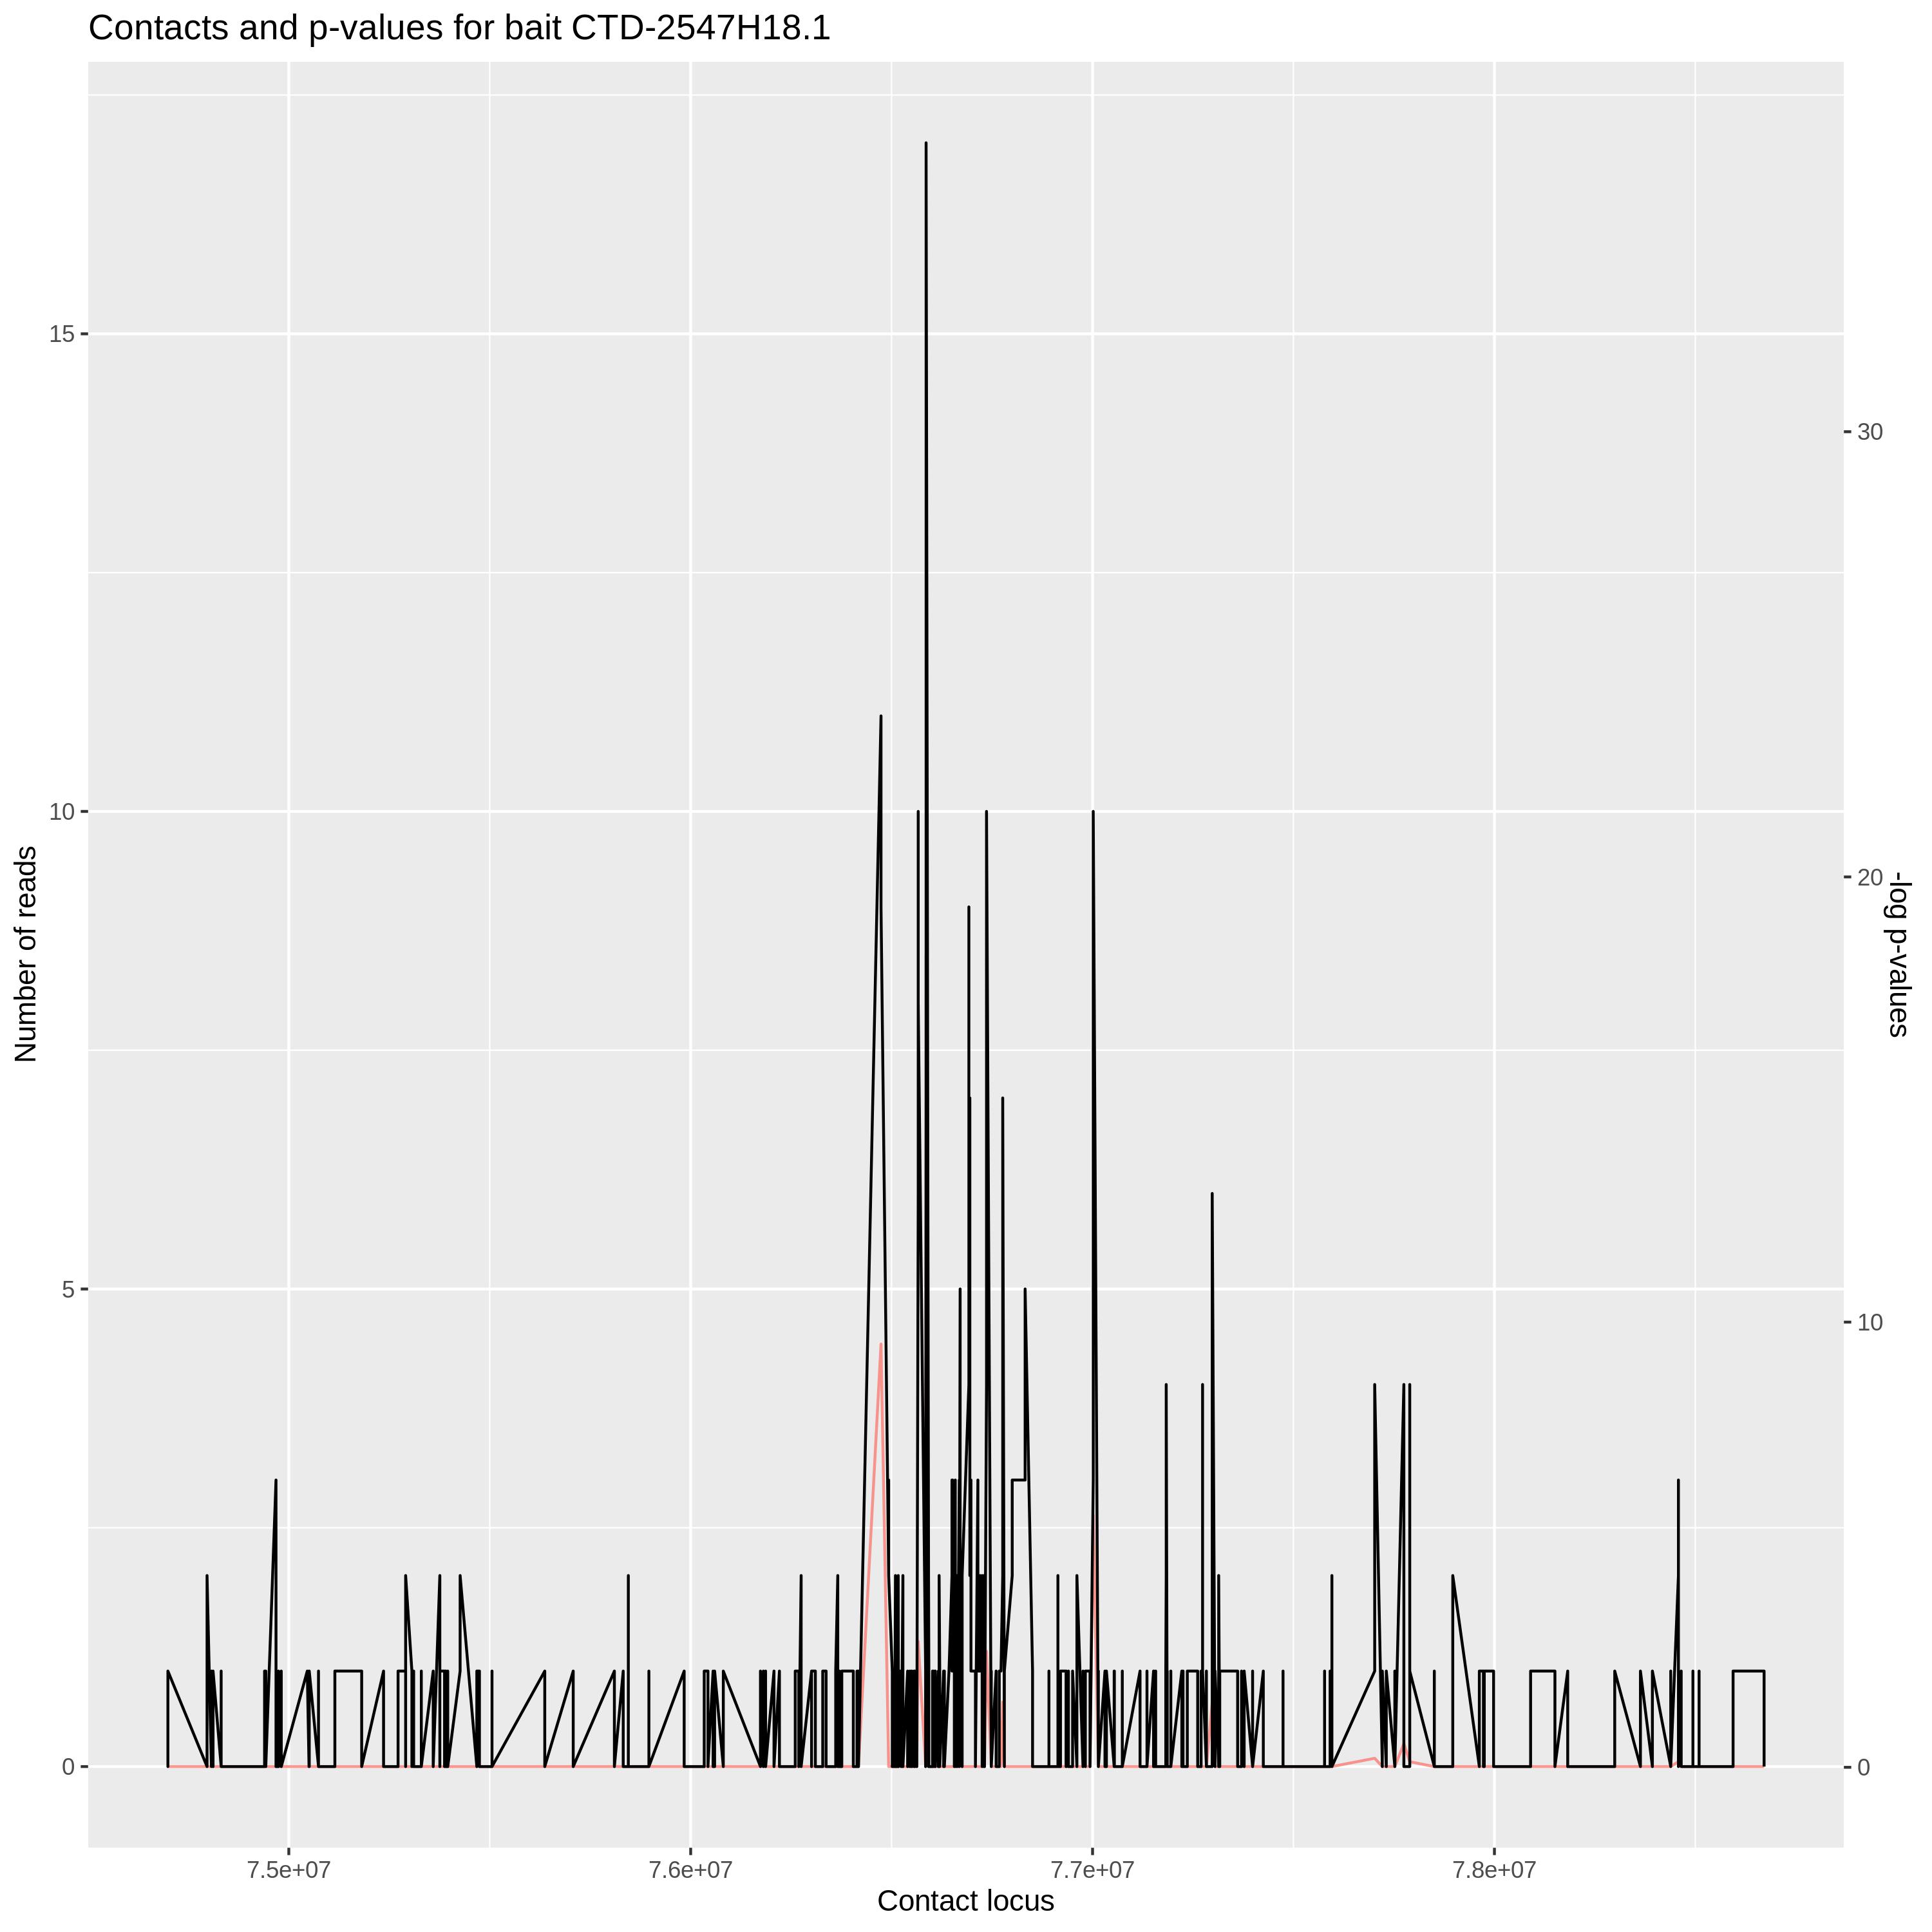 Contacts and p-values for bait CTD-2547H18.1
15
10
5
0
Number of reads
30
20
10
0
-log p-values
7.5e+07
7.6e+07
7.7e+07
7.8e+07
Contact locus